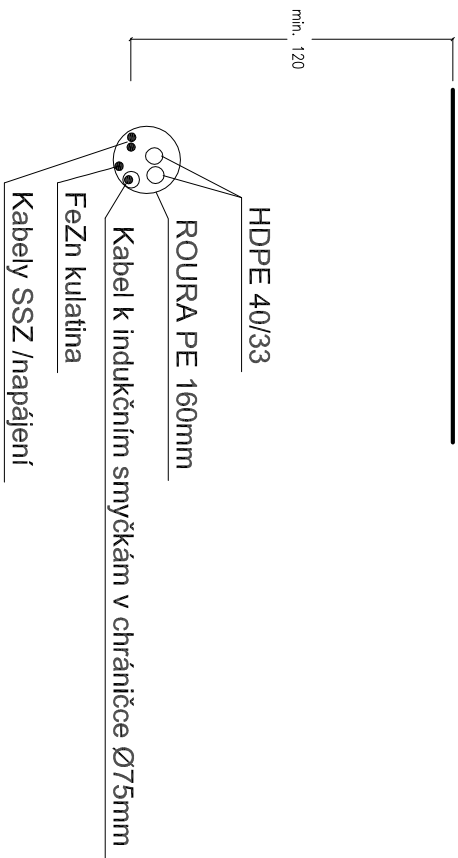 min. 120
HDPE 40/33
ROURA PE 160mm
Kabel k indukčním smyčkám v chráničce Ø75mm
FeZn kulatina
Kabely SSZ /napájení